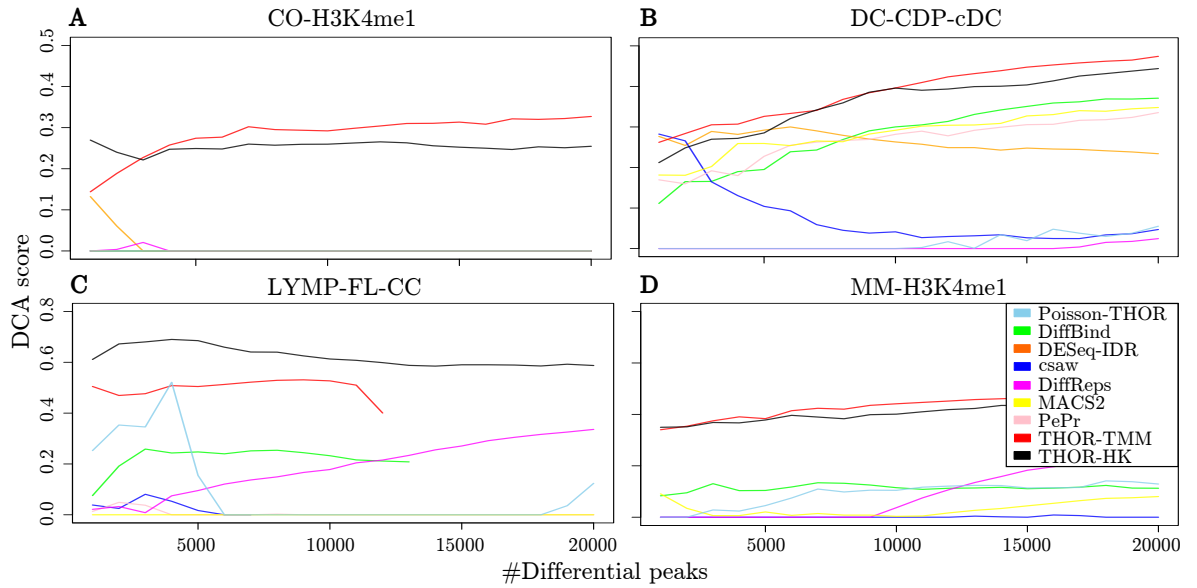 A CO-H3K4me1
B DC-CDP-cDC
0.5
0.4
0.3
0.2
0.1
0.0
C LYMP-FL-CC
D MM-H3K4me1
DCA score
0.8
0.6
0.4
0.2
0.0
Poisson-THOR
DiffBind
DESeq-IDR
csaw
DiffReps
MACS2
PePr
THOR-TMM
THOR-HK
5000 10000 15000 20000
5000 10000 15000 20000
#Differential peaks